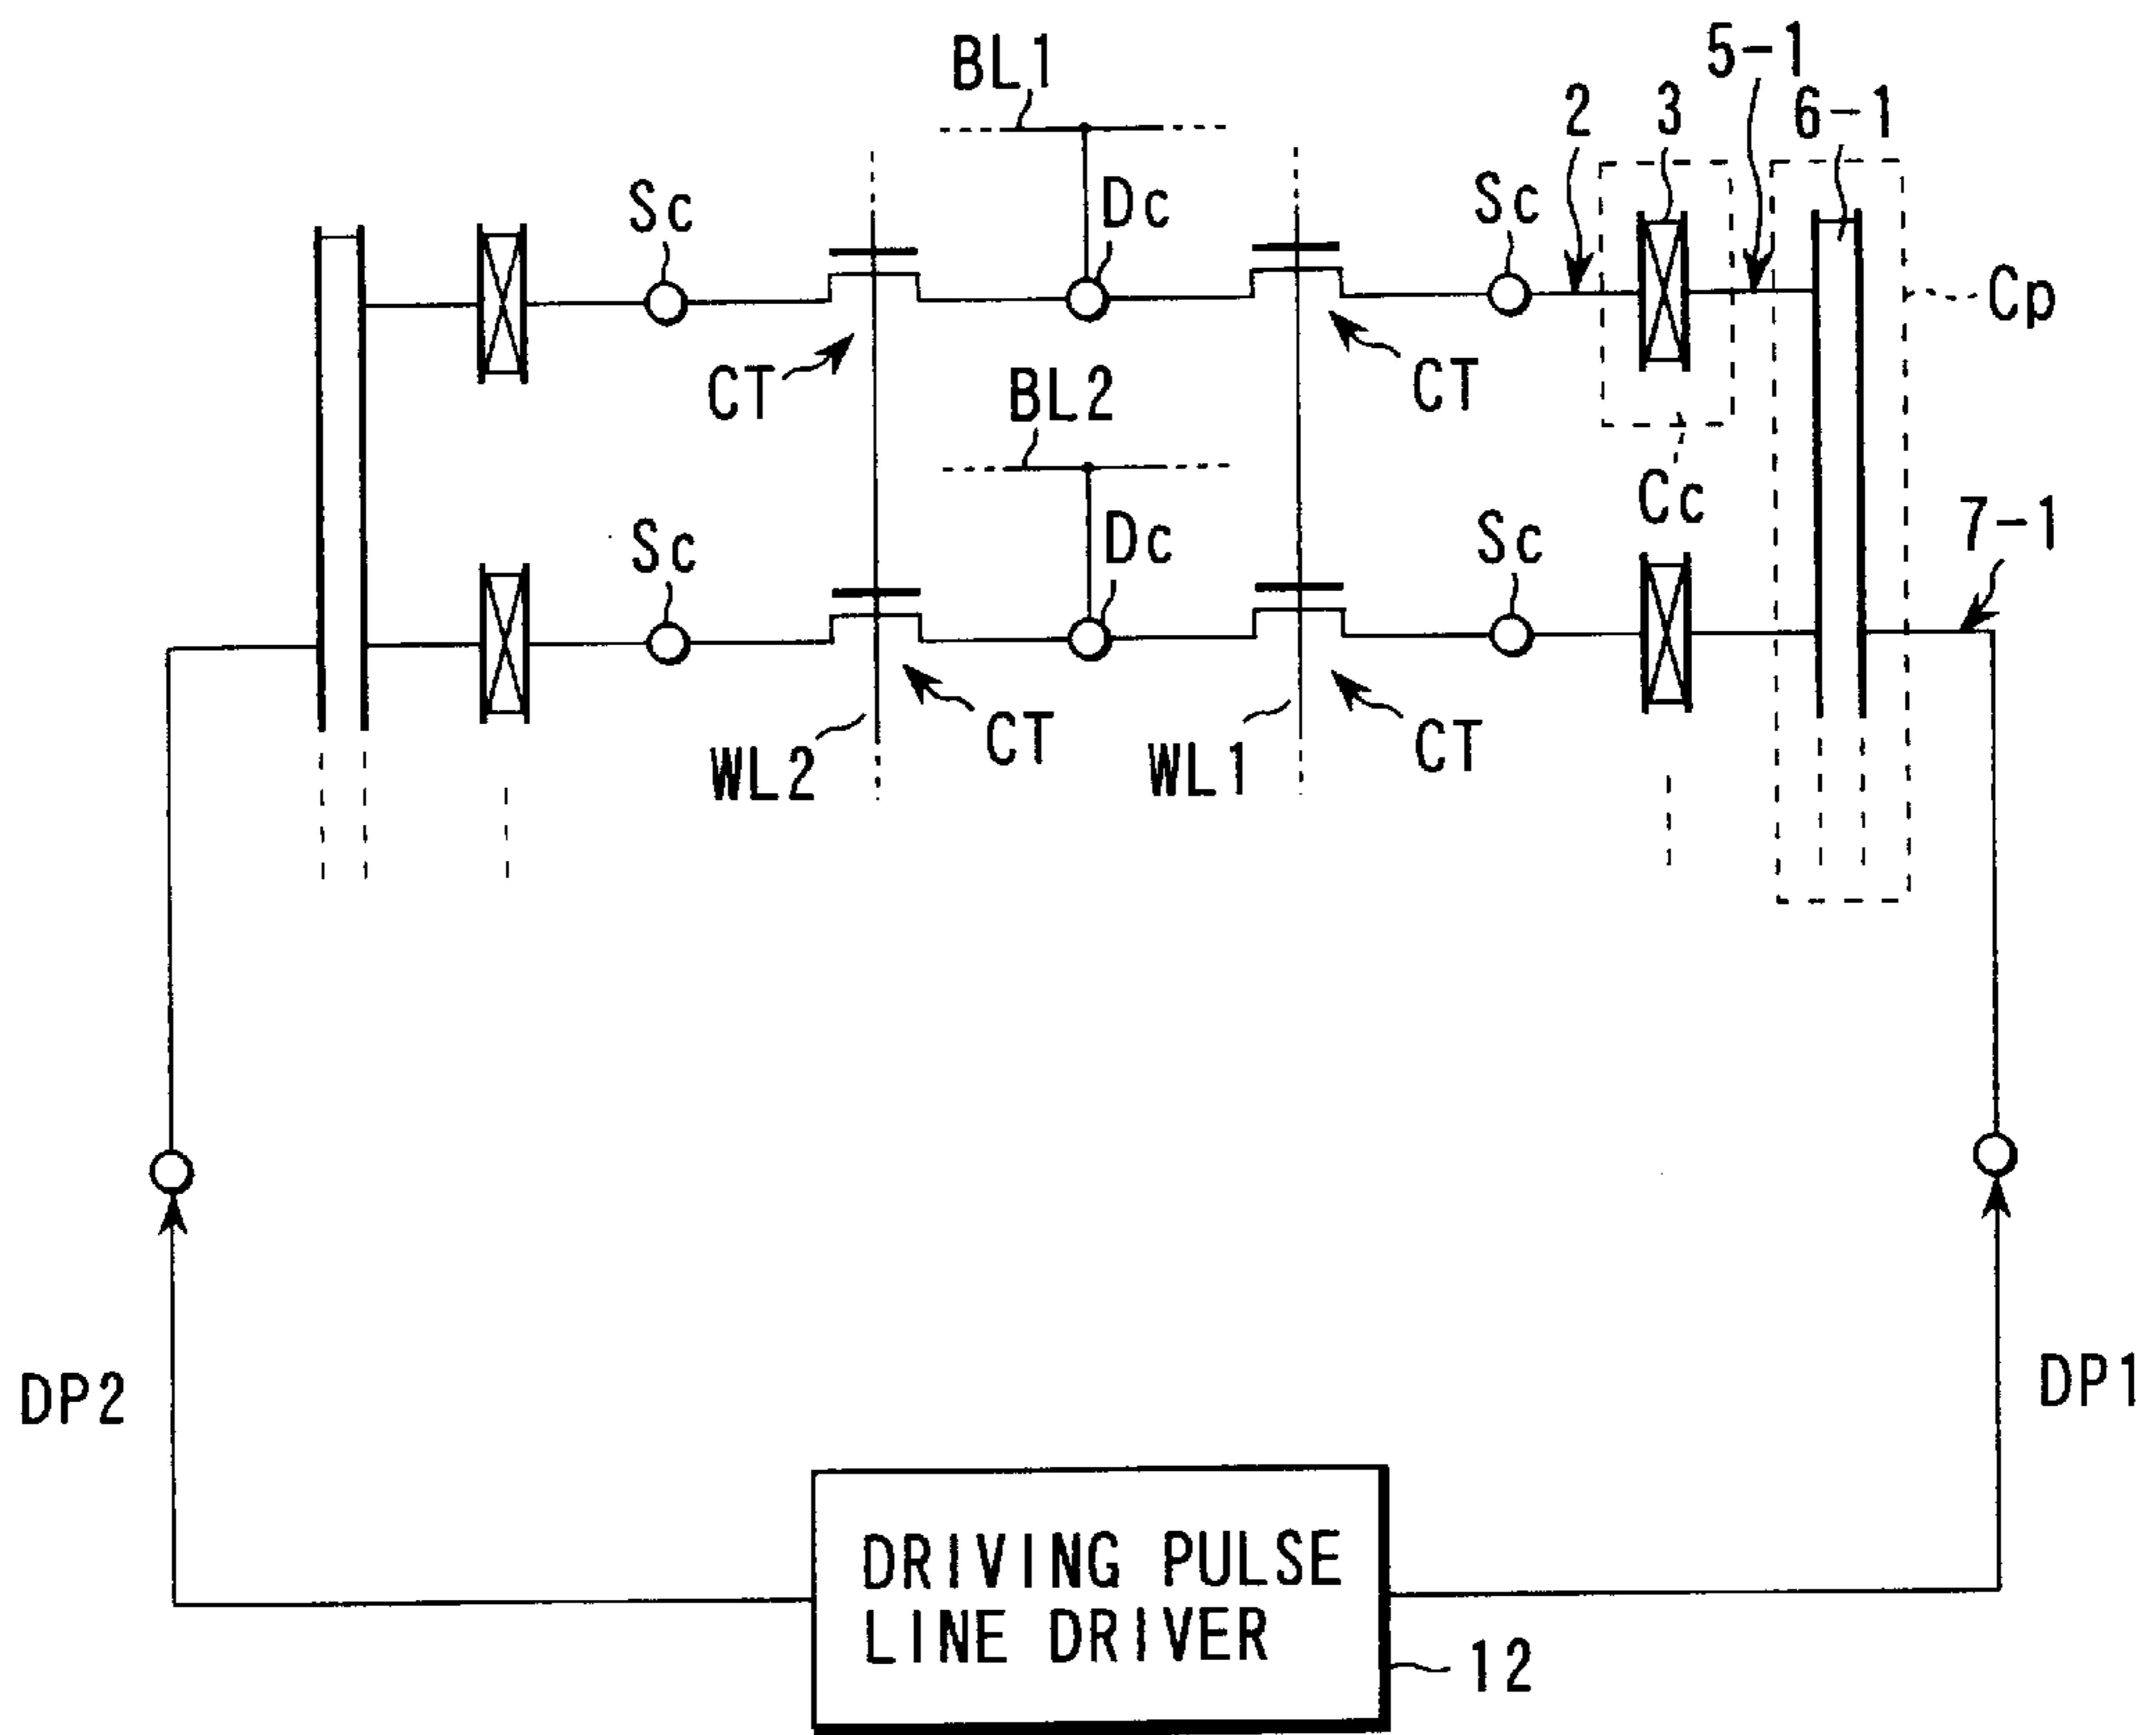 BL1
5-1
2
3
6-1
Sc
Dc
Sc
Cp
CT
BL2
CT
Cc
7-1
Sc
Dc
Sc
WL2
CT
WL1
CT
DP2
DP1
DRIVING PULSE
LINE DRIVER
12